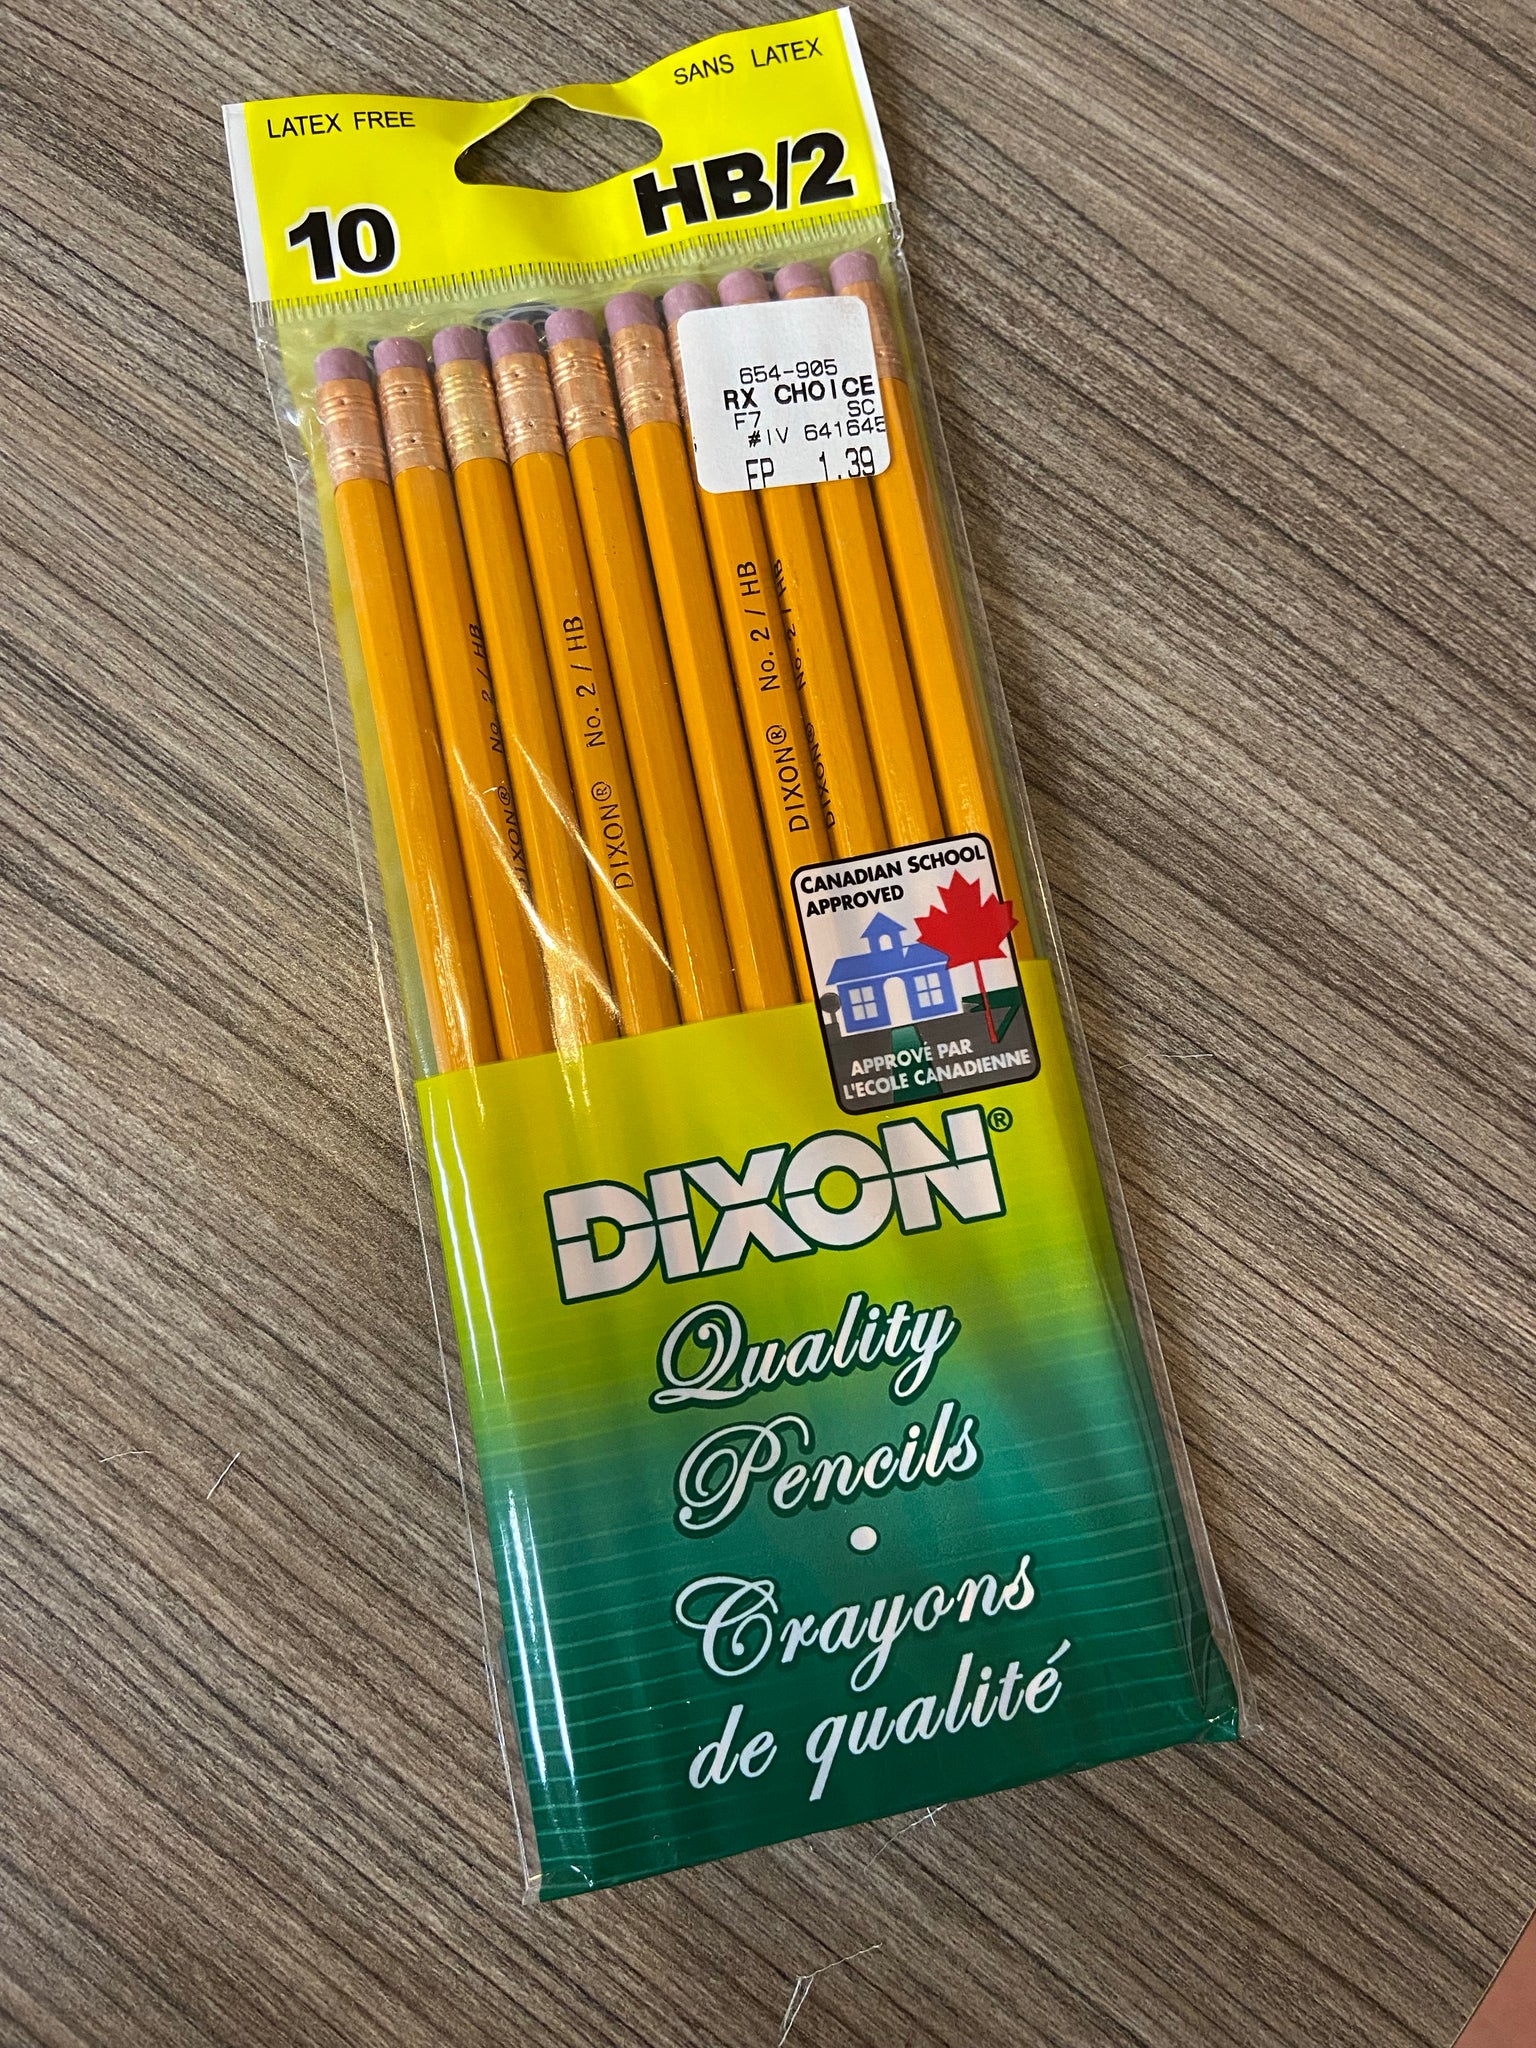 LATEX FREE
SANS LATEX
10
HB/2
654-905
RX CHOICE
F7 SC
#IV 641645
FP 1.39
DIXON® No. 2 / HB
DIXON® No. 2 / HB
DIXON® No. 2 / HB
DIXON® No. 2 / HB
CANADIAN SCHOOL
APPROVED
APPROVÉ PAR
L'ECOLE CANADIENNE
DIXON®
Quality
Pencils
•
Crayons
de qualité